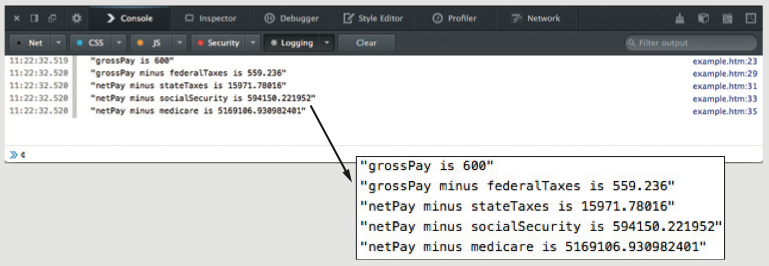 Console Inspector Debugger Style Editor Profiler Network
Net CSS JS Security Logging Clear Filter output
11:22:32.519 "grossPay is 600" example.htm:23
11:22:32.520 "grossPay minus federalTaxes is 559.236" example.htm:29
11:22:32.520 "netPay minus stateTaxes is 15971.78016" example.htm:31
11:22:32.520 "netPay minus socialSecurity is 594150.221952" example.htm:33
11:22:32.520 "netPay minus medicare is 5169106.930982401" example.htm:35
"grossPay is 600"
"grossPay minus federalTaxes is 559.236"
"netPay minus stateTaxes is 15971.78016"
"netPay minus socialSecurity is 594150.221952"
"netPay minus medicare is 5169106.930982401"